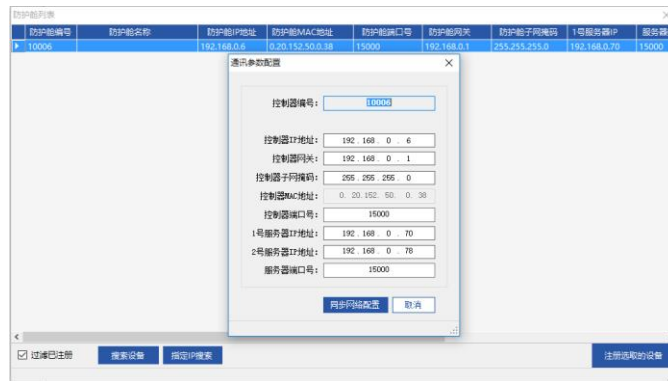 防护舱列表
防护舱编号 防护舱名称 防护舱IP地址 防护舱MAC地址 防护舱端口号 防护舱网关 防护舱子网掩码 1号服务器IP 服务器
10006 192.168.0.6 0.20.152.50.0.38 15000 192.168.0.1 255.255.255.0 192.168.0.70 15000
通讯参数配置
控制器编号: 10006
控制器IP地址: 192 . 168 . 0 . 6
控制器网关: 192 . 168 . 0 . 1
控制器子网掩码: 255 . 255 . 255 . 0
控制器MAC地址: 0. 20. 152. 50. 0. 38
控制器端口号: 15000
1号服务器IP地址: 192 . 168 . 0 . 70
2号服务器IP地址: 192 . 168 . 0 . 78
服务器端口号: 15000
同步网络配置 取消
过滤已注册 搜索设备 指定IP搜索 注册选取的设备